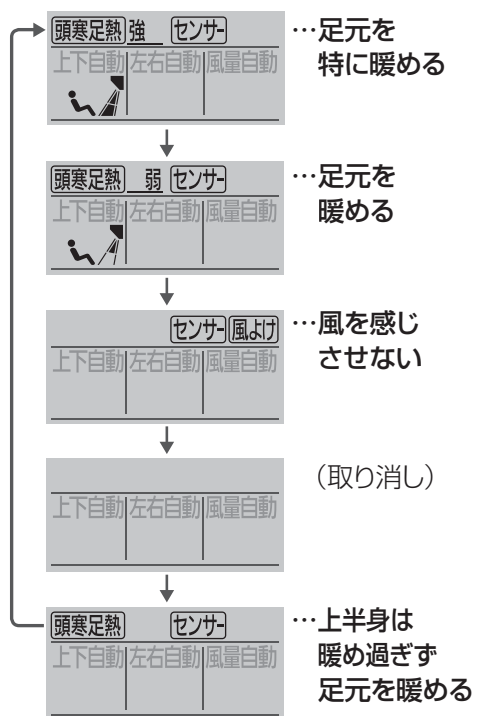 頭寒足熱 強 センサー
…足元を
特に暖める
上下自動 左右自動 風量自動
頭寒足熱 弱 センサー
…足元を
暖める
上下自動 左右自動 風量自動
センサー 風よけ
…風を感じ
させない
上下自動 左右自動 風量自動
(取り消し)
上下自動 左右自動 風量自動
頭寒足熱 センサー
…上半身は
暖め過ぎず
足元を暖める
上下自動 左右自動 風量自動